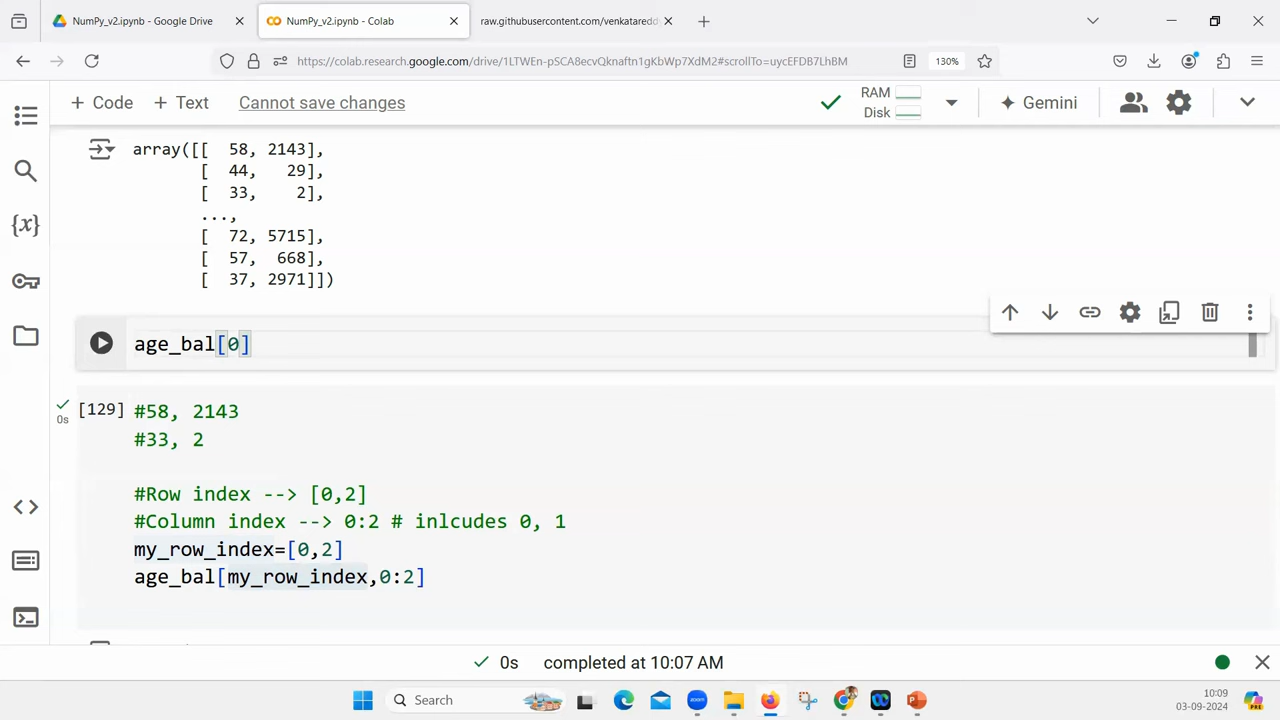 NumPy_v2.ipynb - Google Drive
NumPy_v2.ipynb - Colab
raw.githubusercontent.com/venkatareddy
https://colab.research.google.com/drive/1LTWEn-pSCA8ecvQknaftn1gKbWp7XdM2#scrollTo=uycEFDB7LhBM
130%
+ Code + Text Cannot save changes
RAM
Disk
Gemini
array([[ 58, 2143],
[ 44, 29],
[ 33, 2],
...,
[ 72, 5715],
[ 57, 668],
[ 37, 2971]])
age_bal[0]
[129]
0s
#58, 2143
#33, 2
#Row index --> [0,2]
#Column index --> 0:2 # inlcudes 0, 1
my_row_index=[0,2]
age_bal[my_row_index,0:2]
0s completed at 10:07 AM
Search
10:09
03-09-2024